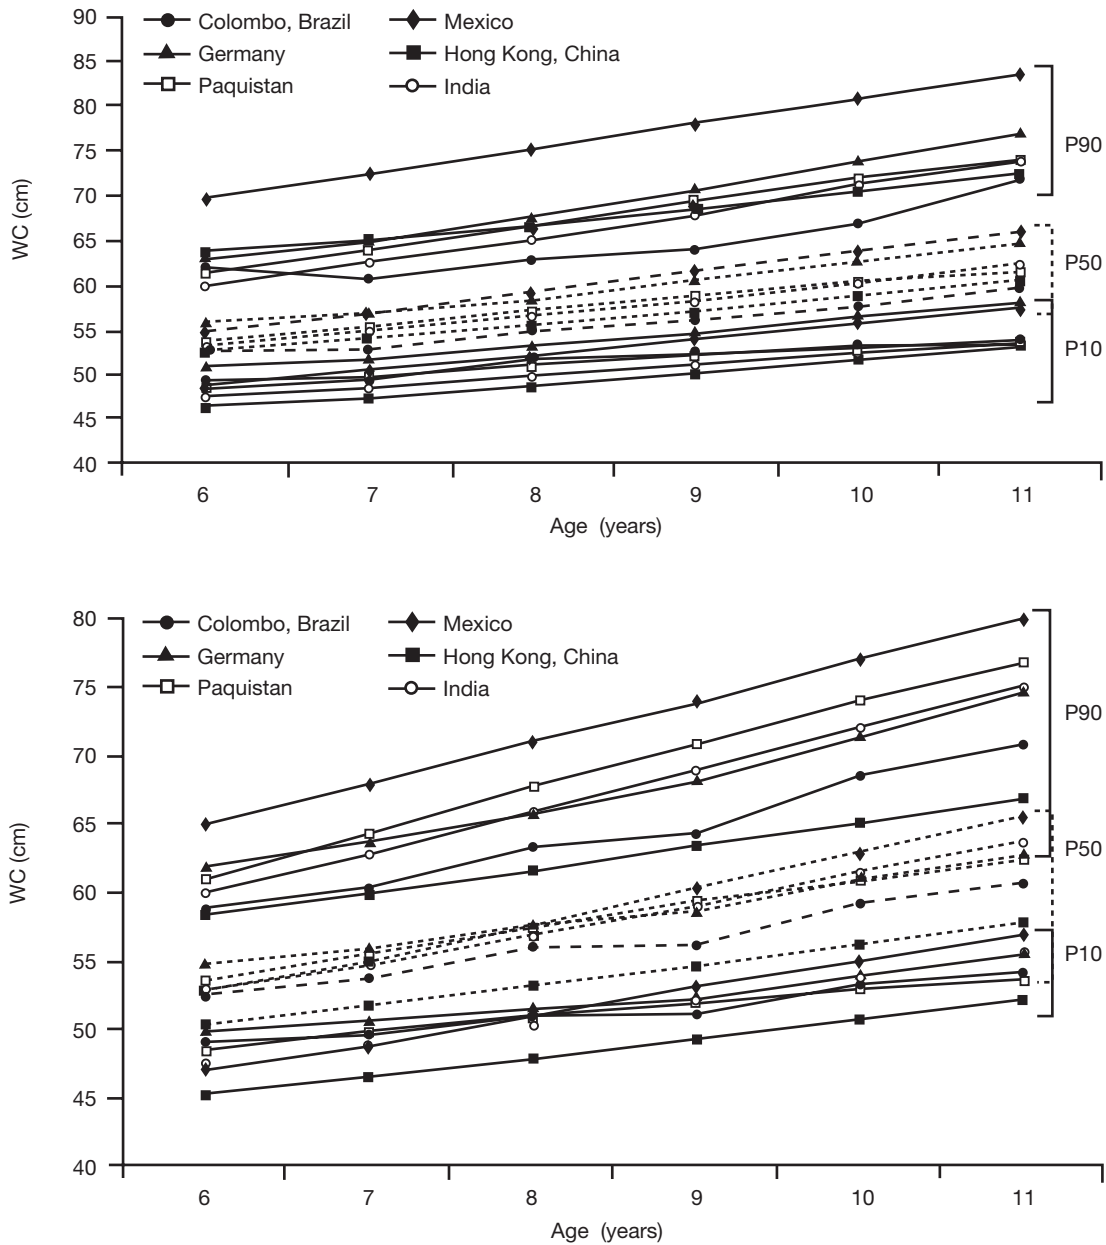 90
85
80
75
70
65
60
55
50
45
40
WC (cm)
Colombo, Brazil
Mexico
Germany
Hong Kong, China
Paquistan
India
P90
P50
P10
6 7 8 9 10 11
Age (years)
80
75
70
65
60
55
50
45
40
WC (cm)
Colombo, Brazil
Mexico
Germany
Hong Kong, China
Paquistan
India
P90
P50
P10
6 7 8 9 10 11
Age (years)